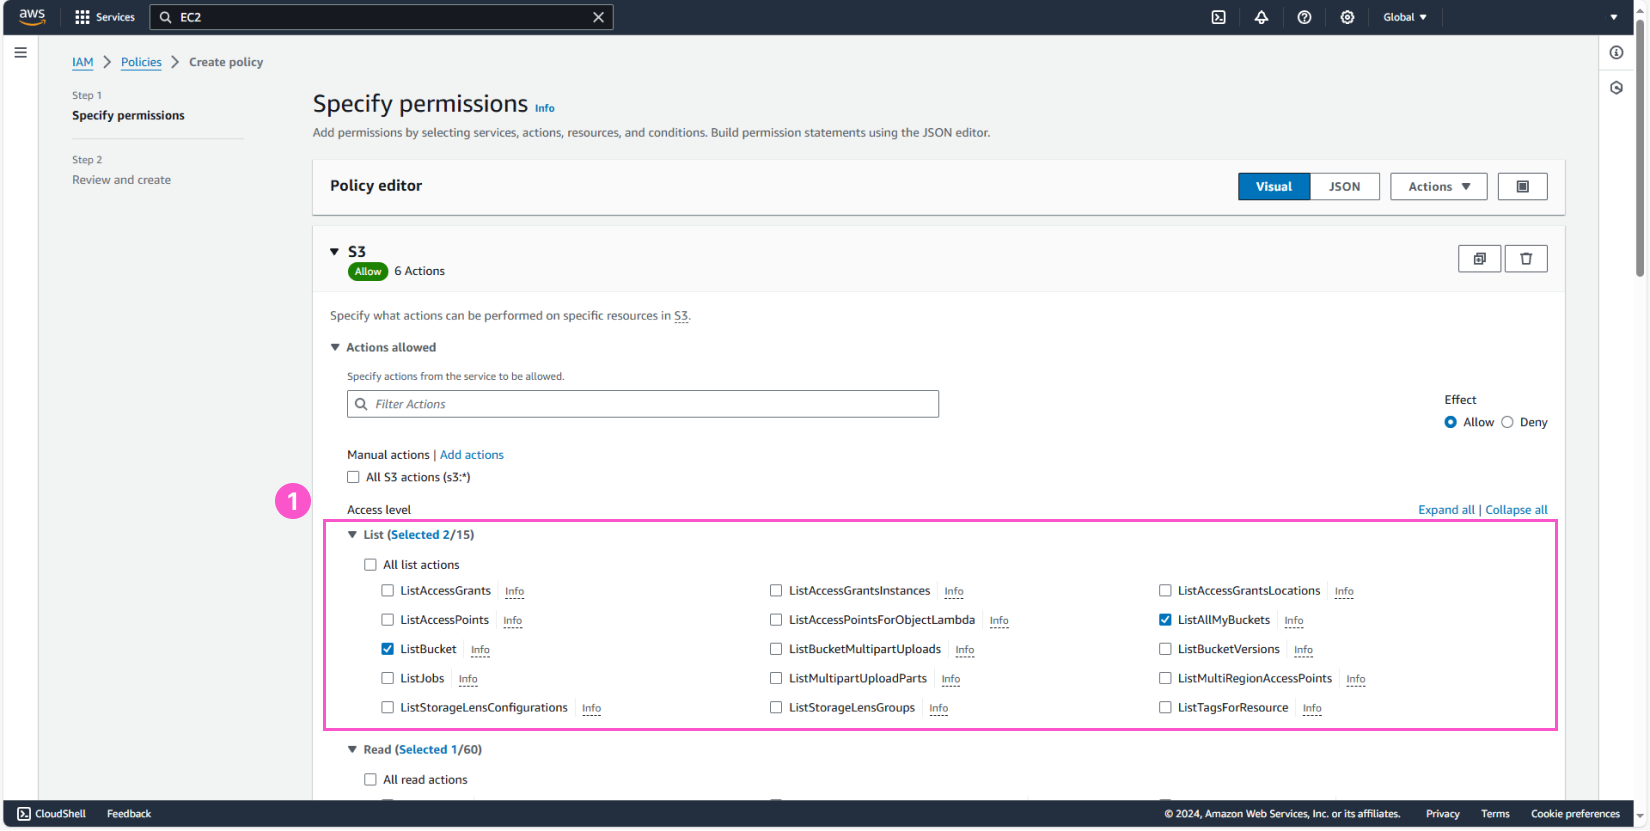 aws Services EC2 Global
IAM Policies Create policy
Step 1
Specify permissions
Step 2
Review and create
Specify permissions Info
Add permissions by selecting services, actions, resources, and conditions. Build permission statements using the JSON editor.
Policy editor Visual JSON Actions
S3
Allow 6 Actions
Specify what actions can be performed on specific resources in S3.
Actions allowed
Specify actions from the service to be allowed.
Filter Actions
Effect
Allow Deny
Manual actions | Add actions
All S3 actions (s3:*)
1
Access level Expand all | Collapse all
List (Selected 2/15)
All list actions
ListAccessGrants Info ListAccessGrantsInstances Info ListAccessGrantsLocations Info
ListAccessPoints Info ListAccessPointsForObjectLambda Info ListAllMyBuckets Info
ListBucket Info ListBucketMultipartUploads Info ListBucketVersions Info
ListJobs Info ListMultipartUploadParts Info ListMultiRegionAccessPoints Info
ListStorageLensConfigurations Info ListStorageLensGroups Info ListTagsForResource Info
Read (Selected 1/60)
All read actions
CloudShell Feedback © 2024, Amazon Web Services, Inc. or its affiliates. Privacy Terms Cookie preferences